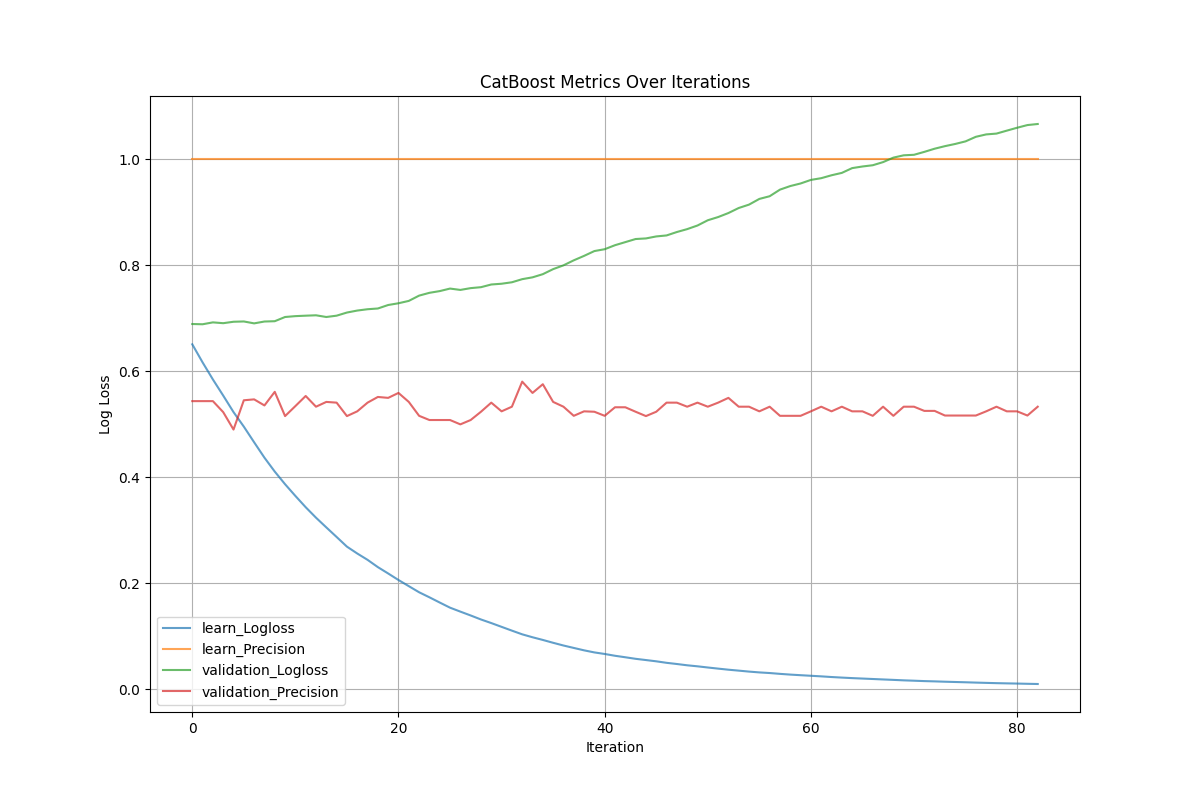 CatBoost Metrics Over Iterations
Log Loss
1.0
0.8
0.6
0.4
0.2
0.0
learn_Logloss
learn_Precision
validation_Logloss
validation_Precision
0 20 40 60 80
Iteration